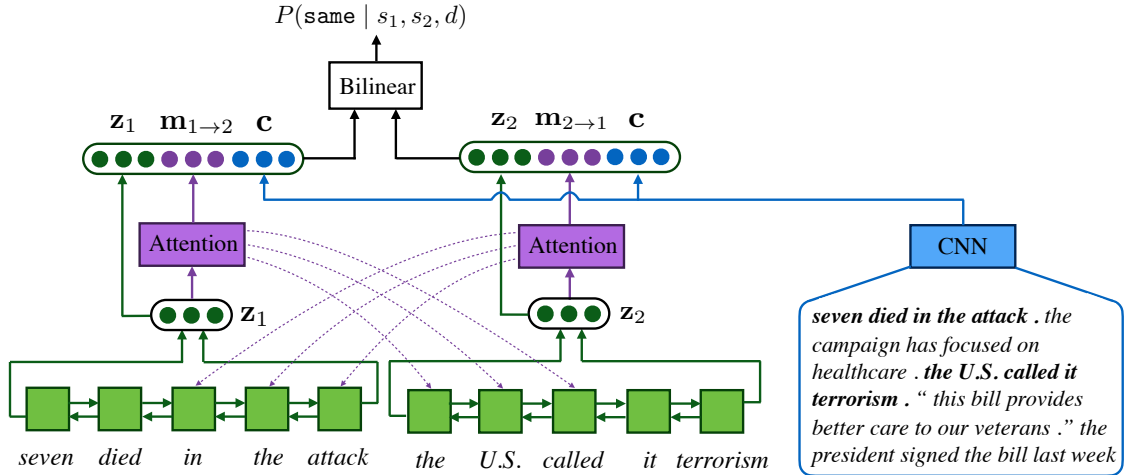 P(same | s₁, s₂, d)
Bilinear
z₁ m₁→₂ c
z₂ m₂→₁ c
Attention
Attention
CNN
z₁
z₂
seven died in the attack . the
campaign has focused on
healthcare . the U.S. called it
terrorism . “ this bill provides
better care to our veterans .” the
president signed the bill last week
seven died in the attack
the U.S. called it terrorism